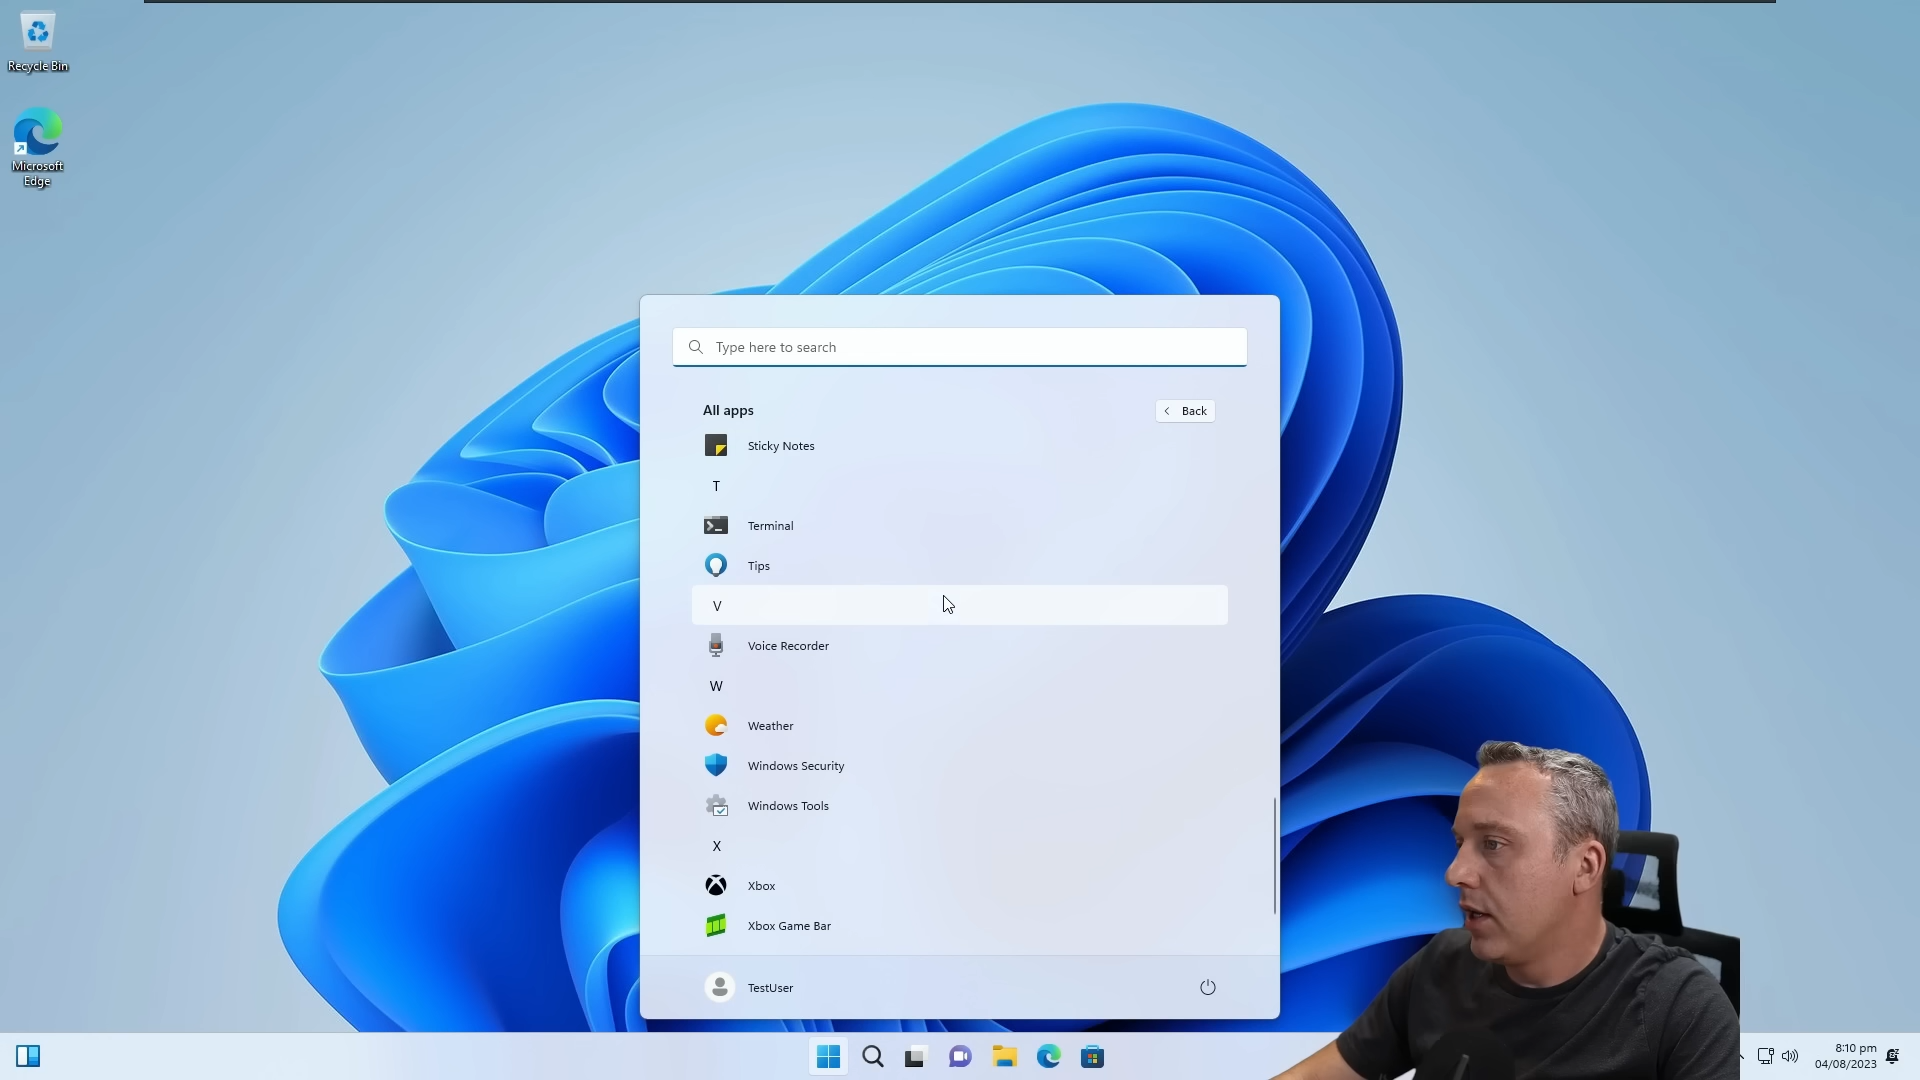 Recycle Bin
Microsoft
Edge
Type here to search
All apps
Back
Sticky Notes
T
Terminal
Tips
V
Voice Recorder
W
Weather
Windows Security
Windows Tools
X
Xbox
Xbox Game Bar
TestUser
8:10 pm
04/08/2023